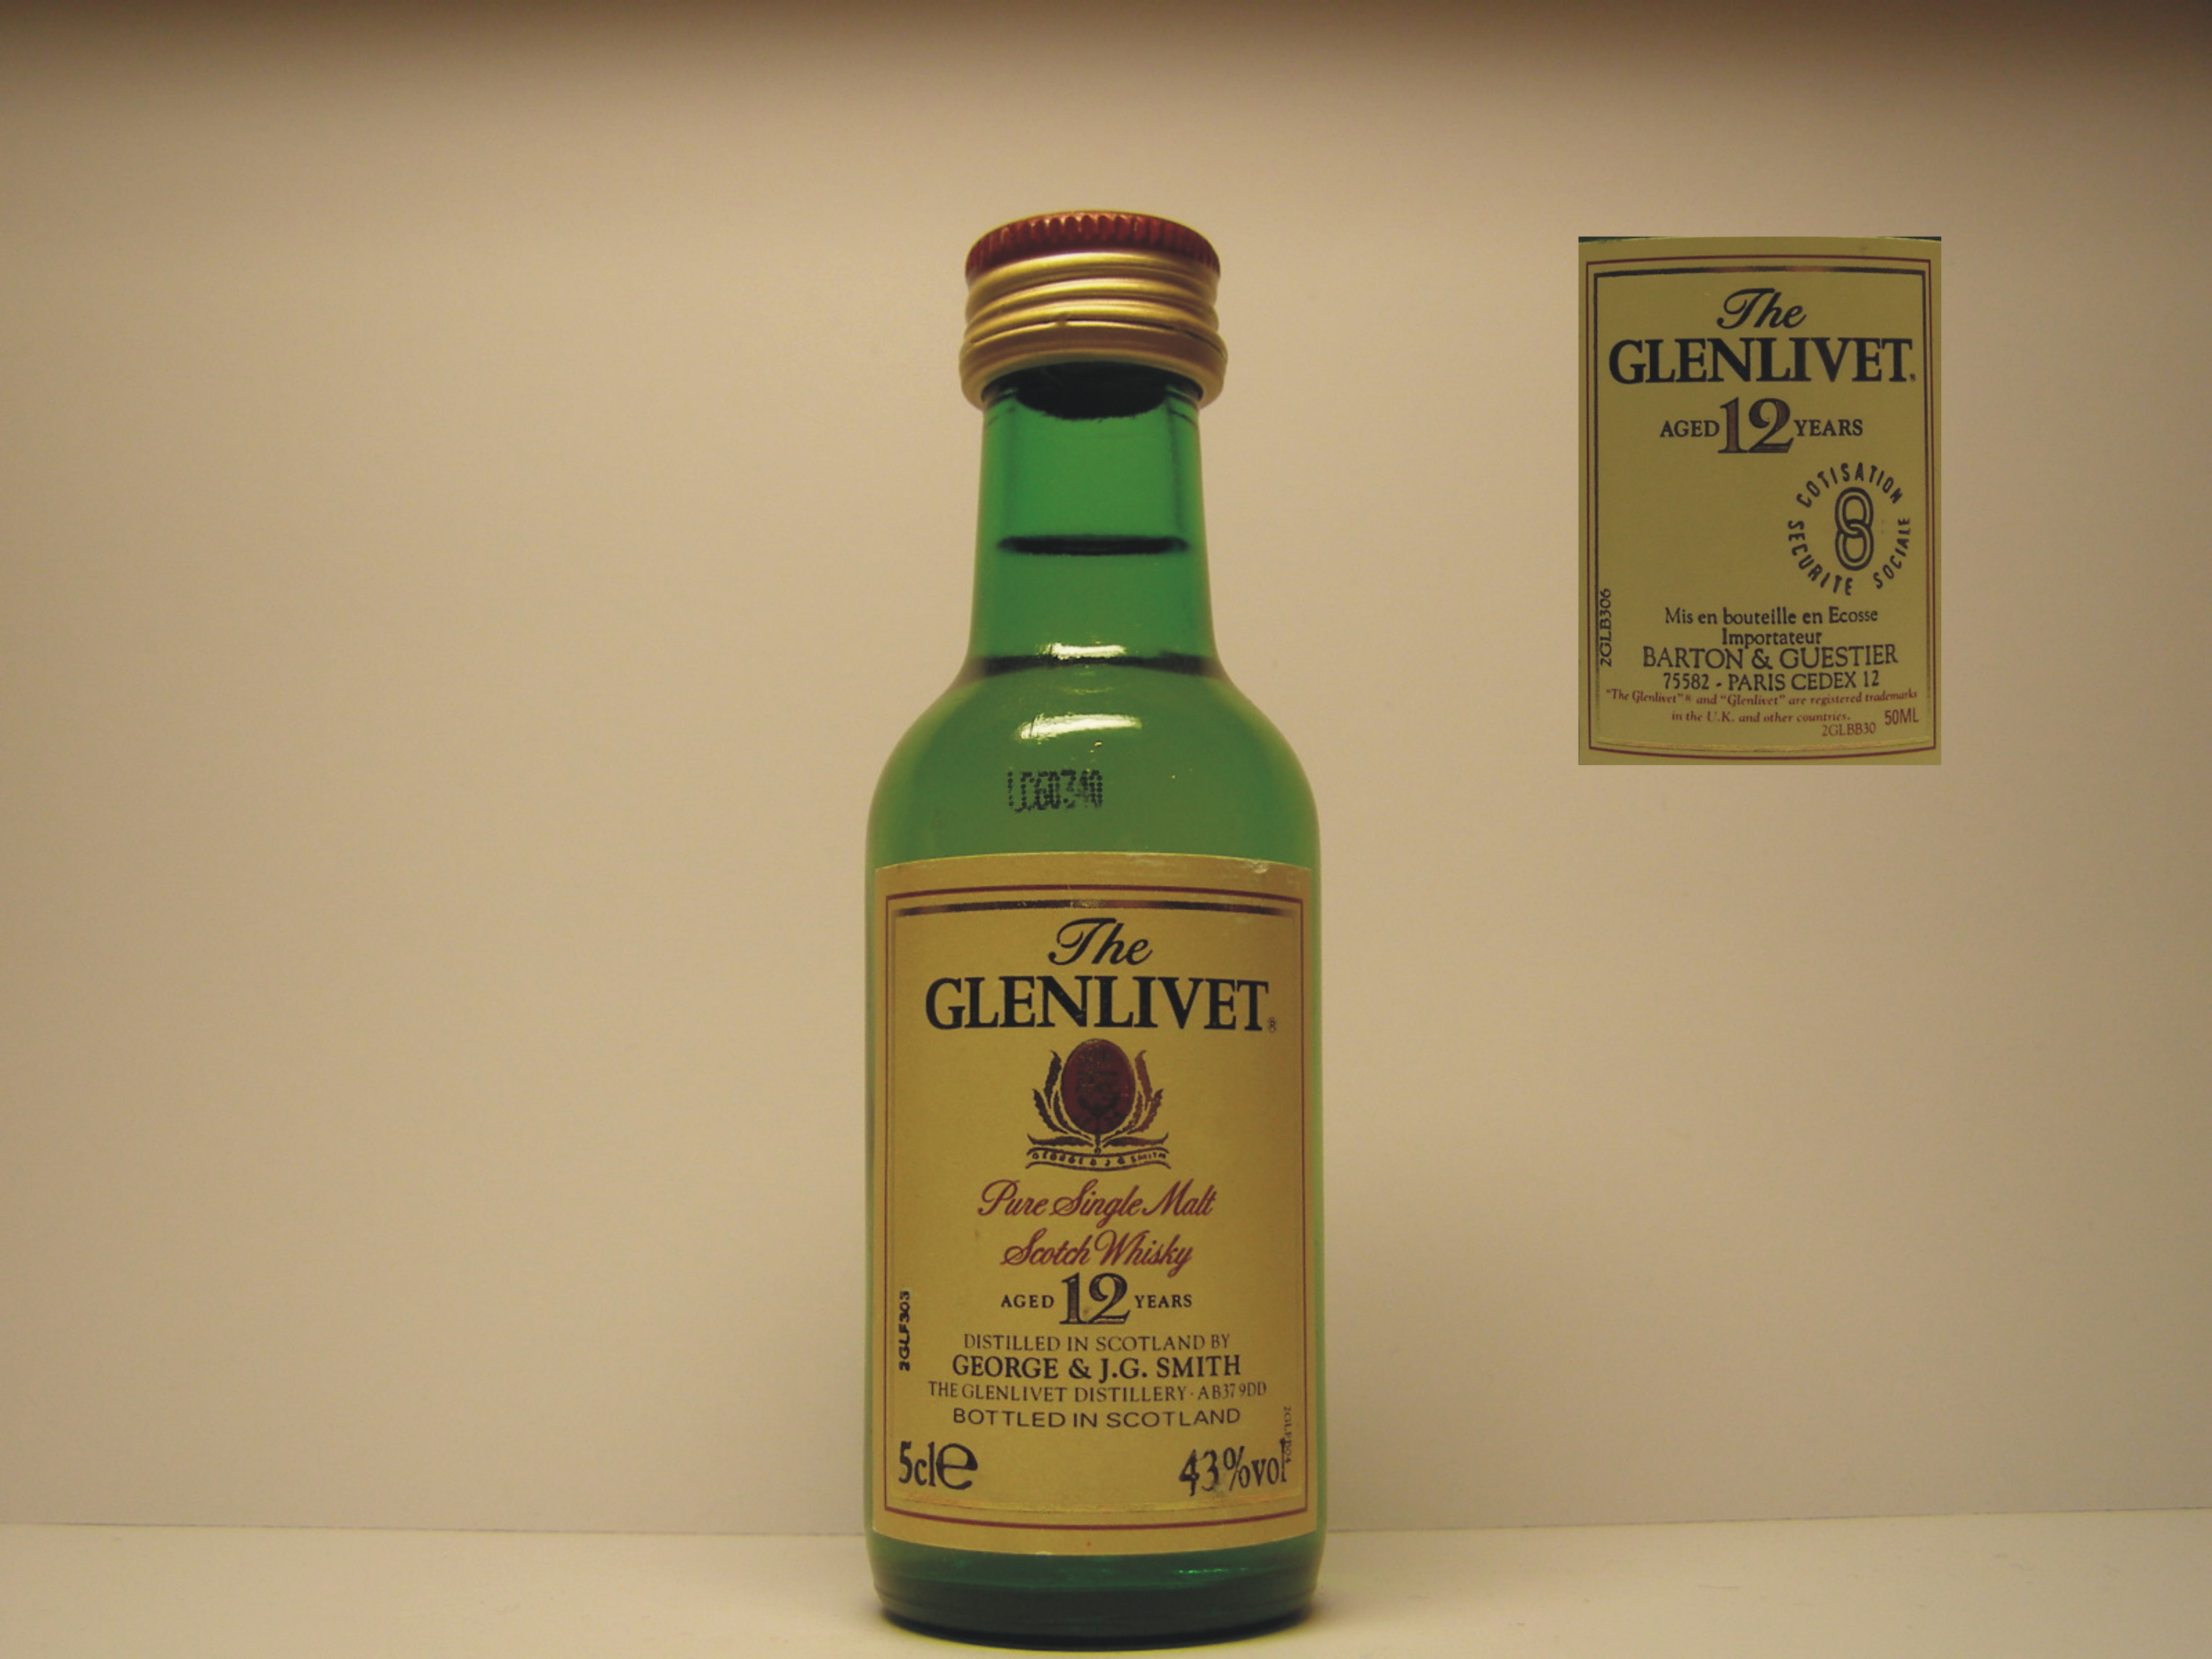 The
GLENLIVET®
GEORGE & J G SMITH
Pure Single Malt
Scotch Whisky
AGED 12 YEARS
DISTILLED IN SCOTLAND BY
GEORGE & J.G. SMITH
THE GLENLIVET DISTILLERY · AB37 9DD
BOTTLED IN SCOTLAND
5cl e 43%vol
2GLF303
The
GLENLIVET®
AGED 12 YEARS
COTISATION
SECURITE SOCIALE
Mis en bouteille en Ecosse
Importateur
BARTON & GUESTIER
75582 - PARIS CEDEX 12
"The Glenlivet"® and "Glenlivet" are registered trademarks
in the U.K. and other countries. 50ML
2GLBB30
2GLB306